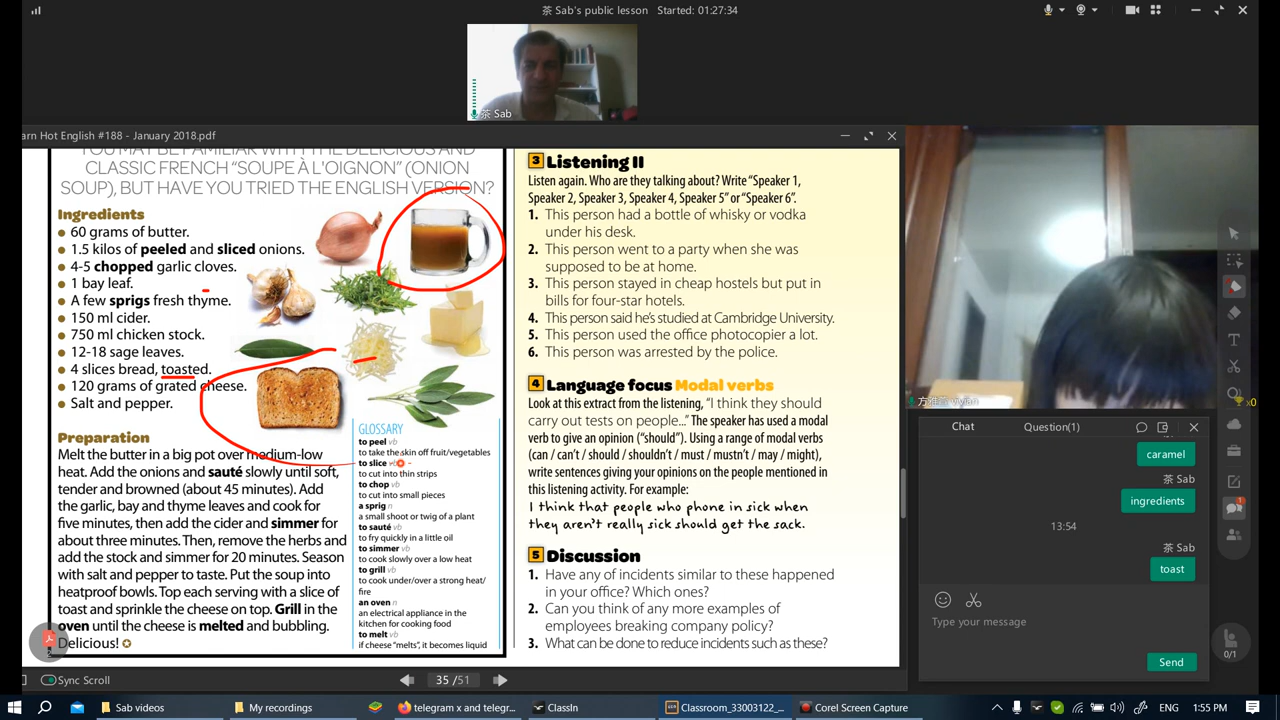 茶 Sab's public lesson Started: 01:27:34
茶 Sab
arn Hot English #188 - January 2018.pdf
YOU MAY BE FAMILIAR WITH THE DELICIOUS AND
CLASSIC FRENCH “SOUPE À L'OIGNON” (ONION
SOUP), BUT HAVE YOU TRIED THE ENGLISH VERSION?
Ingredients
60 grams of butter.
1.5 kilos of peeled and sliced onions.
4-5 chopped garlic cloves.
1 bay leaf.
A few sprigs fresh thyme.
150 ml cider.
750 ml chicken stock.
12-18 sage leaves.
4 slices bread, toasted.
120 grams of grated cheese.
Salt and pepper.
Preparation
Melt the butter in a big pot over medium-low
heat. Add the onions and sauté slowly until soft,
tender and browned (about 45 minutes). Add
the garlic, bay and thyme leaves and cook for
five minutes, then add the cider and simmer for
about three minutes. Then, remove the herbs and
add the stock and simmer for 20 minutes. Season
with salt and pepper to taste. Put the soup into
heatproof bowls. Top each serving with a slice of
toast and sprinkle the cheese on top. Grill in the
oven until the cheese is melted and bubbling.
Delicious!
GLOSSARY
to peel vb
to take the skin off fruit/vegetables
to slice vb
to cut into thin strips
to chop vb
to cut into small pieces
a sprig n
a small shoot or twig of a plant
to sauté vb
to fry quickly in a little oil
to simmer vb
to cook slowly over a low heat
to grill vb
to cook under/over a strong heat/
fire
an oven n
an electrical appliance in the
kitchen for cooking food
to melt vb
if cheese “melts”, it becomes liquid
3 Listening II
Listen again. Who are they talking about? Write “Speaker 1,
Speaker 2, Speaker 3, Speaker 4, Speaker 5” or “Speaker 6”.
1. This person had a bottle of whisky or vodka
under his desk.
2. This person went to a party when she was
supposed to be at home.
3. This person stayed in cheap hostels but put in
bills for four-star hotels.
4. This person said he's studied at Cambridge University.
5. This person used the office photocopier a lot.
6. This person was arrested by the police.
4 Language focus Modal verbs
Look at this extract from the listening, “I think they should
carry out tests on people...” The speaker has used a modal
verb to give an opinion (“should”). Using a range of modal verbs
(can / can't / should / shouldn't / must / mustn't / may / might),
write sentences giving your opinions on the people mentioned in
this listening activity. For example:
I think that people who phone in sick when
they aren't really sick should get the sack.
5 Discussion
1. Have any of incidents similar to these happened
in your office? Which ones?
2. Can you think of any more examples of
employees breaking company policy?
3. What can be done to reduce incidents such as these?
Sync Scroll
35 /51
x0
Chat
Question(1)
caramel
茶 Sab
ingredients
13:54
茶 Sab
toast
Type your message
Send
1
0/1
Sab videos
My recordings
telegram x and telegr...
ClassIn
Classroom_33003122_...
Corel Screen Capture
1:55 PM